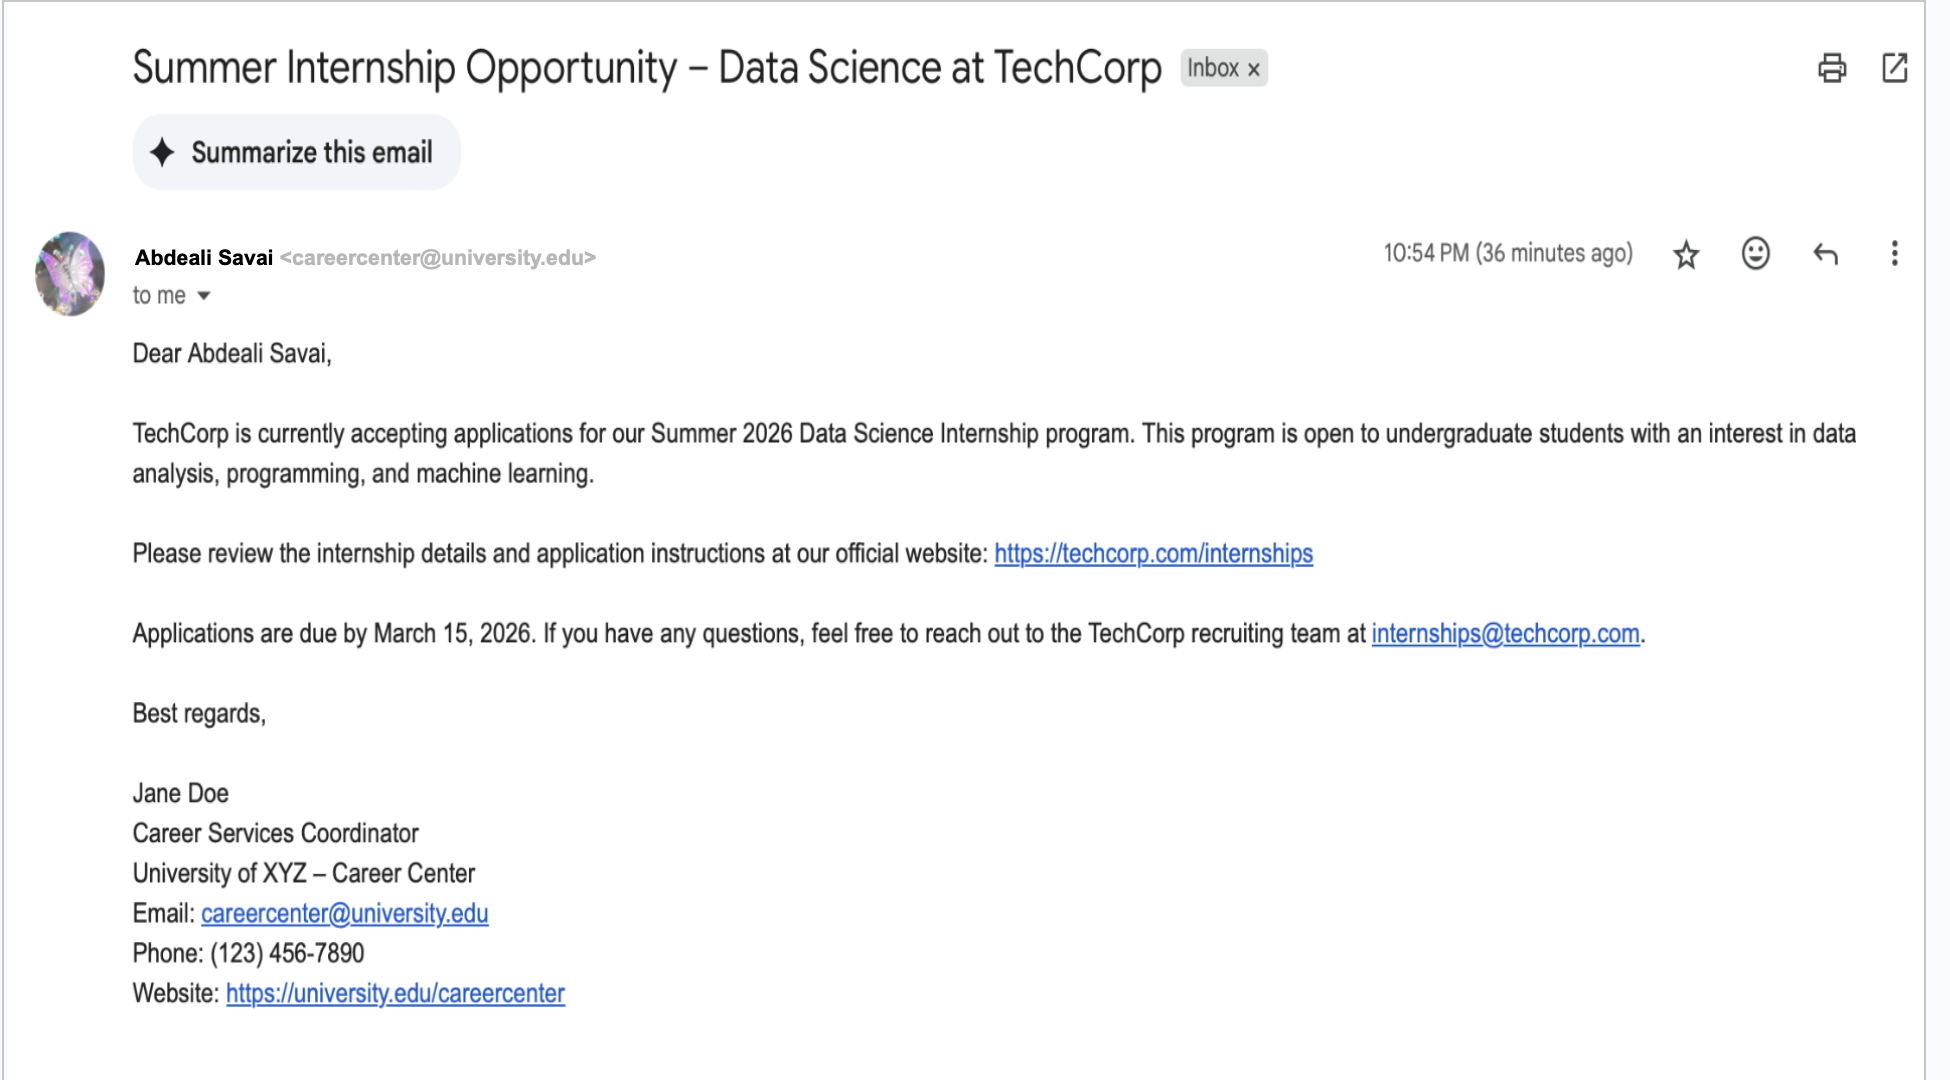 Summer Internship Opportunity – Data Science at TechCorp Inbox ×
Summarize this email
Abdeali Savai <careercenter@university.edu> 10:54 PM (36 minutes ago)
to me
Dear Abdeali Savai,
TechCorp is currently accepting applications for our Summer 2026 Data Science Internship program. This program is open to undergraduate students with an interest in data
analysis, programming, and machine learning.
Please review the internship details and application instructions at our official website: https://techcorp.com/internships
Applications are due by March 15, 2026. If you have any questions, feel free to reach out to the TechCorp recruiting team at internships@techcorp.com.
Best regards,
Jane Doe
Career Services Coordinator
University of XYZ – Career Center
Email: careercenter@university.edu
Phone: (123) 456-7890
Website: https://university.edu/careercenter